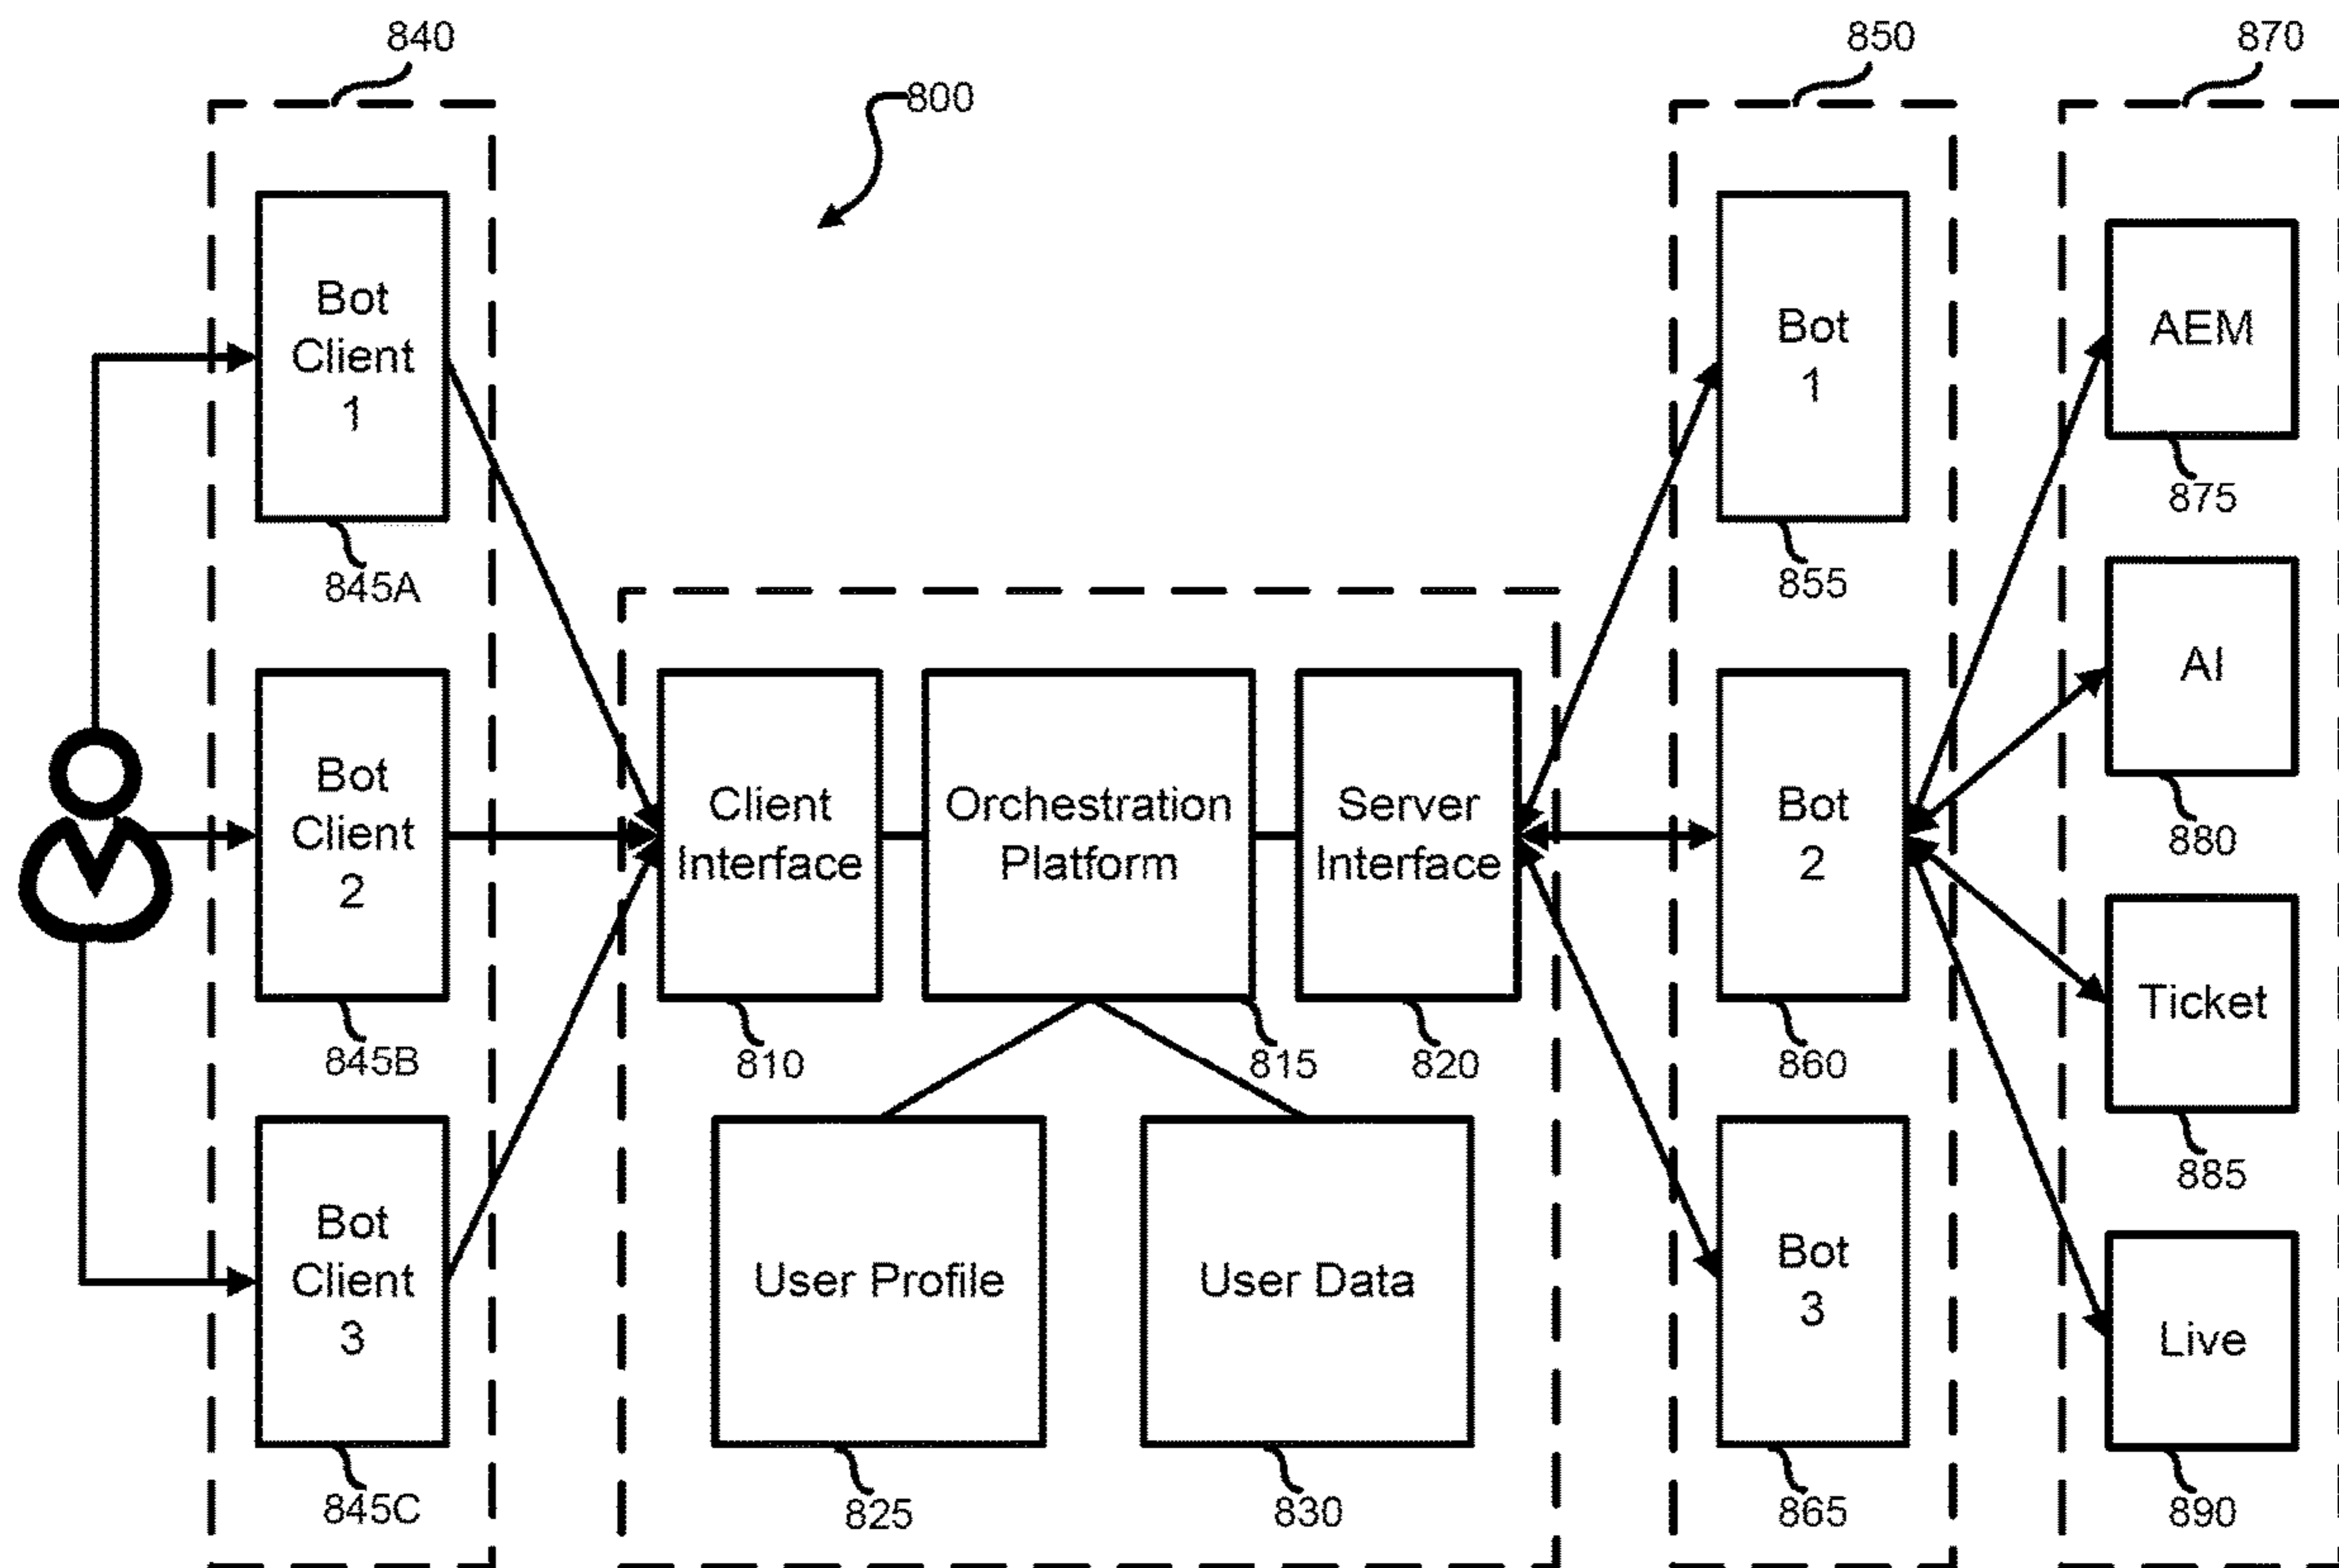 840
850
870
800
Bot
Client
1
845A
Bot
Client
2
845B
Bot
Client
3
845C
Client
Interface
810
Orchestration
Platform
815
Server
Interface
820
User Profile
825
User Data
830
Bot
1
855
Bot
2
860
Bot
3
865
AEM
875
AI
880
Ticket
885
Live
890